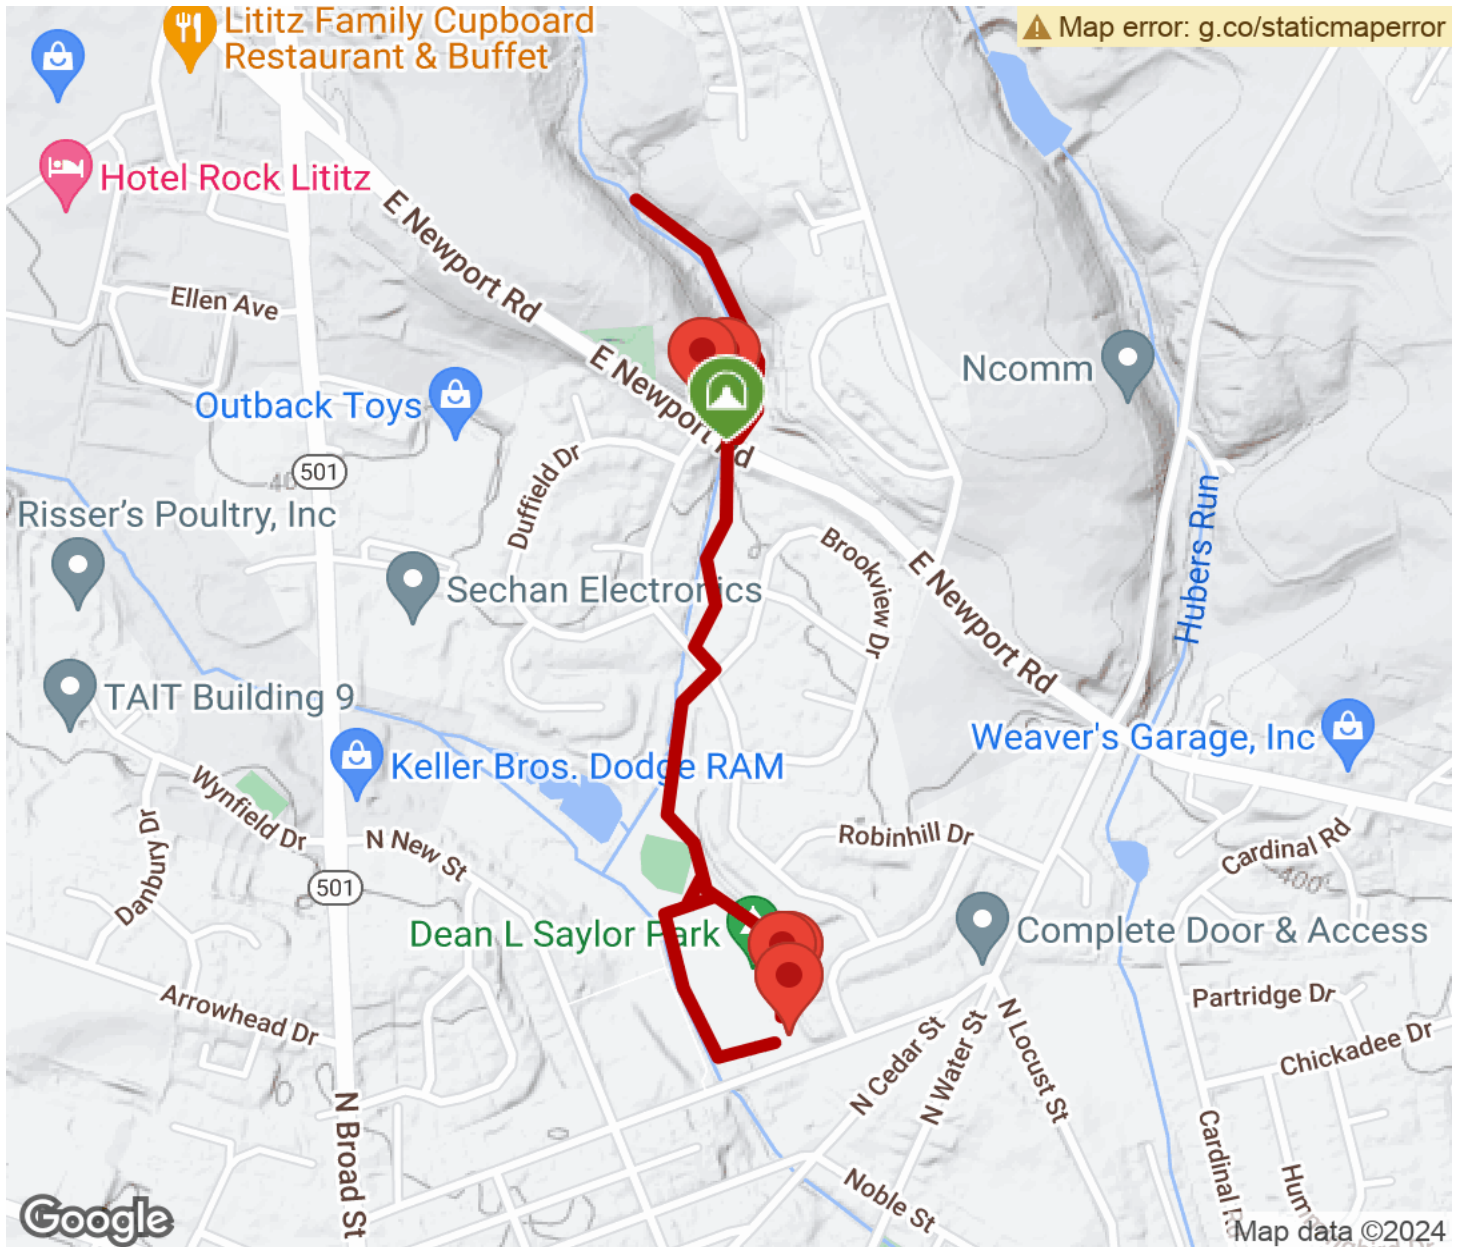 Lititz Family Cupboard
Restaurant & Buffet
Map error: g.co/staticmaperror
Hotel Rock Lititz
E Newport Rd
Ellen Ave
E Newport Rd
Ncomm
Outback Toys
501
Duffield Dr
Risser's Poultry, Inc
Brookview Dr
E Newport Rd
Hubers Run
Sechan Electronics
TAIT Building 9
Weaver's Garage, Inc
Keller Bros. Dodge RAM
Wynfield Dr
Danbury Dr
N New St
Robinhill Dr
Cardinal Rd
400
501
Dean L Saylor Park
Complete Door & Access
Arrowhead Dr
Partridge Dr
Chickadee Dr
N Cedar St
N Water St
N Locust St
N Broad St
Cardinal R
Noble St
Google
Map data ©2024